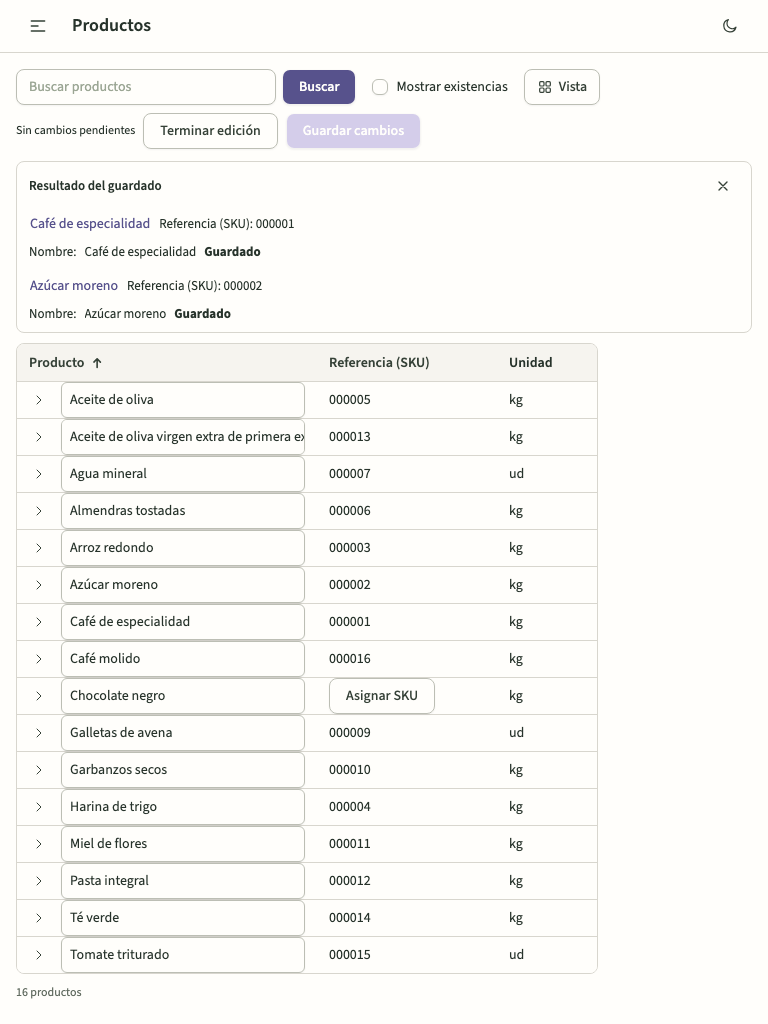 Productos
Buscar productos
Buscar
Mostrar existencias
Vista
Sin cambios pendientes
Terminar edición
Guardar cambios
Resultado del guardado
Café de especialidad Referencia (SKU): 000001
Nombre: Café de especialidad Guardado
Azúcar moreno Referencia (SKU): 000002
Nombre: Azúcar moreno Guardado
Producto Referencia (SKU) Unidad
Aceite de oliva 000005 kg
Aceite de oliva virgen extra de primera ex 000013 kg
Agua mineral 000007 ud
Almendras tostadas 000006 kg
Arroz redondo 000003 kg
Azúcar moreno 000002 kg
Café de especialidad 000001 kg
Café molido 000016 kg
Chocolate negro Asignar SKU kg
Galletas de avena 000009 ud
Garbanzos secos 000010 kg
Harina de trigo 000004 kg
Miel de flores 000011 kg
Pasta integral 000012 kg
Té verde 000014 kg
Tomate triturado 000015 ud
16 productos